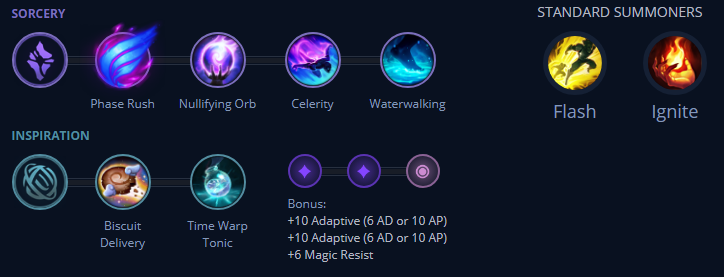 SORCERY
STANDARD SUMMONERS
Phase Rush
Nullifying Orb
Celerity
Waterwalking
Flash
Ignite
INSPIRATION
Biscuit
Delivery
Time Warp
Tonic
Bonus:
+10 Adaptive (6 AD or 10 AP)
+10 Adaptive (6 AD or 10 AP)
+6 Magic Resist